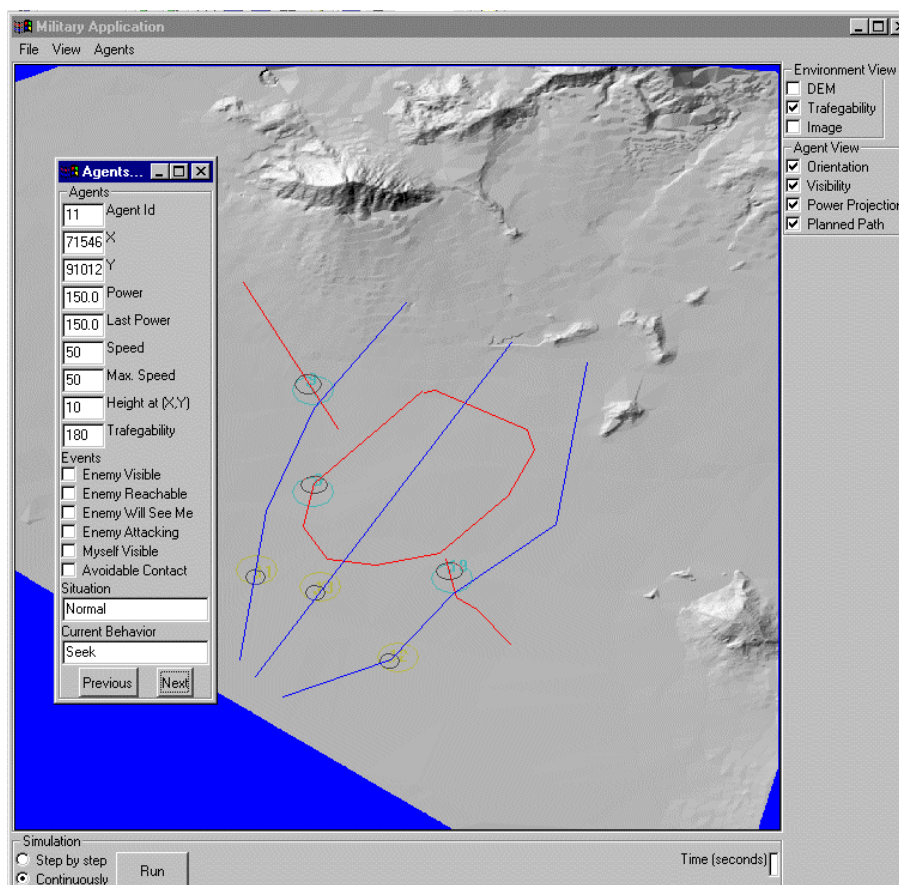 Military Application
File View Agents
Environment View
DEM
Trafegability
Image
Agent View
Orientation
Visibility
Power Projection
Planned Path
Agents...
Agents
11 Agent Id
71546 X
91012 Y
150.0 Power
150.0 Last Power
50 Speed
50 Max. Speed
10 Height at (X,Y)
180 Trafegability
Events
Enemy Visible
Enemy Reachable
Enemy Will See Me
Enemy Attacking
Myself Visible
Avoidable Contact
Situation
Normal
Current Behavior
Seek
Previous Next
Simulation
Step by step
Continuously
Run
Time (seconds)